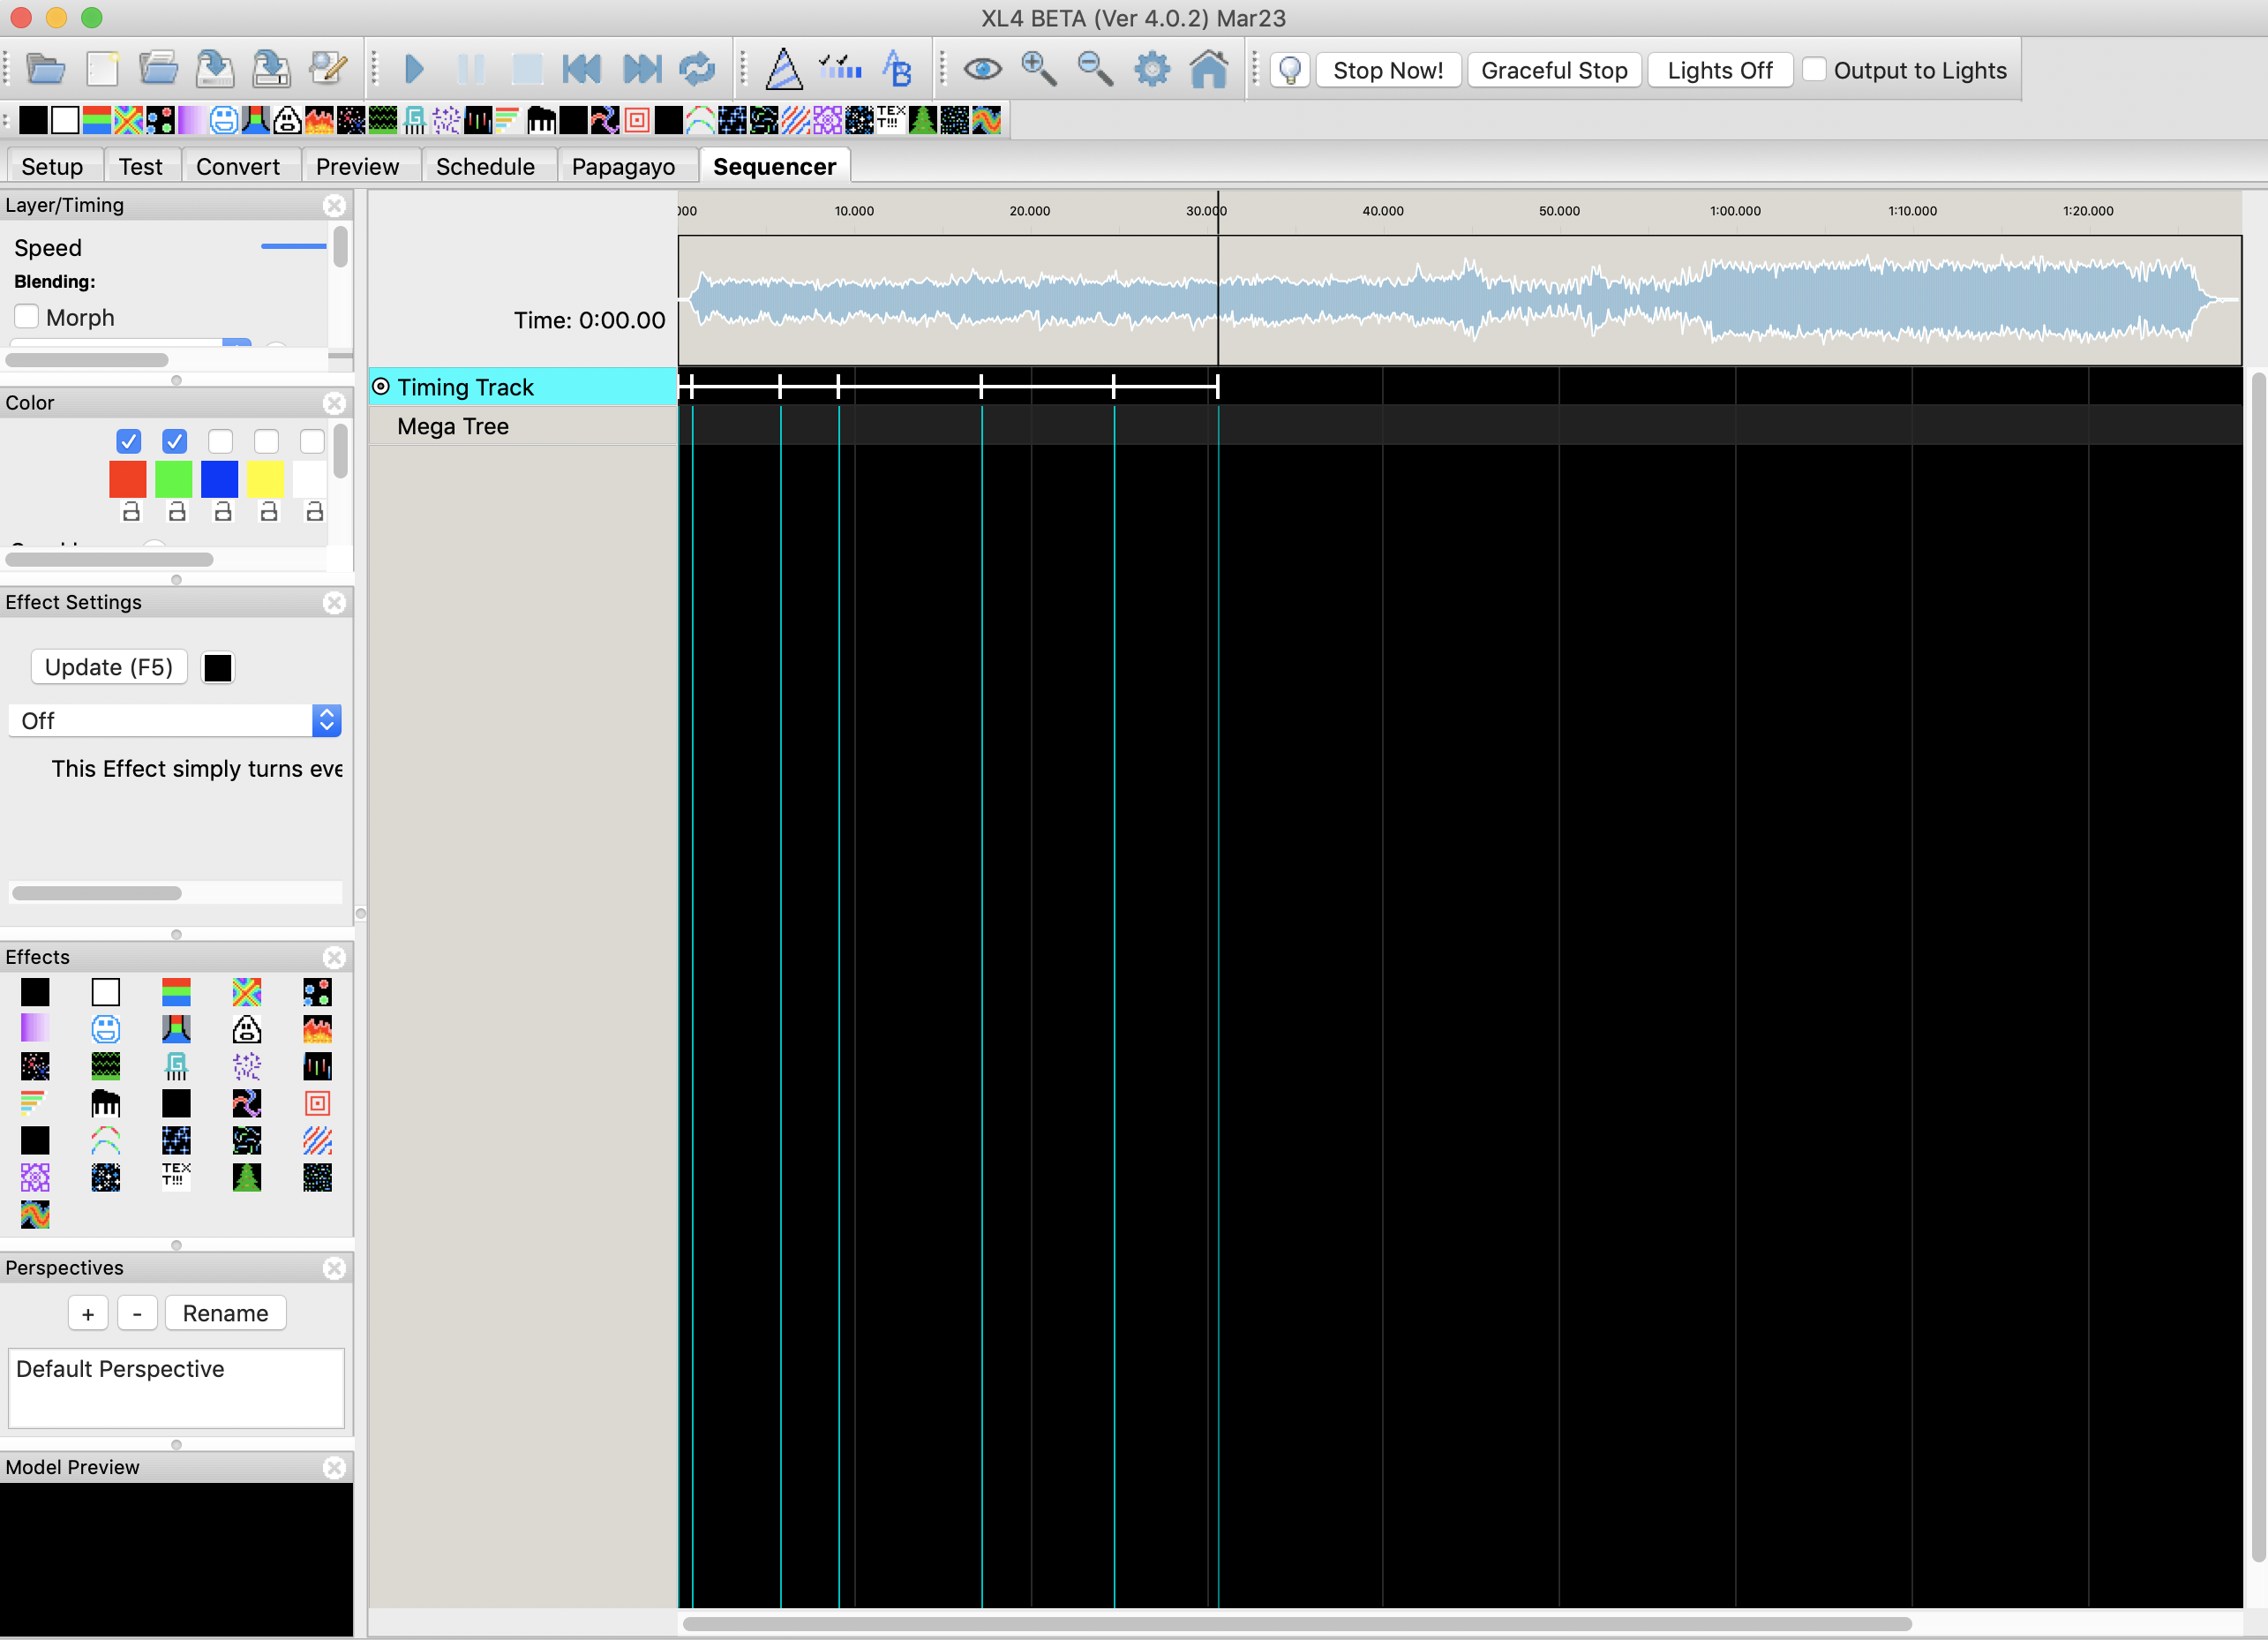 XL4 BETA (Ver 4.0.2) Mar23
Stop Now! Graceful Stop Lights Off Output to Lights
TEX
T!!!
Setup Test Convert Preview Schedule Papagayo Sequencer
Layer/Timing
Speed
Blending:
Morph
000 10.000 20.000 30.000 40.000 50.000 1:00.000 1:10.000 1:20.000
Time: 0:00.00
Timing Track
Mega Tree
Color
Effect Settings
Update (F5)
Off
This Effect simply turns eve
Effects
TEX
T!!!
Perspectives
+ - Rename
Default Perspective
Model Preview